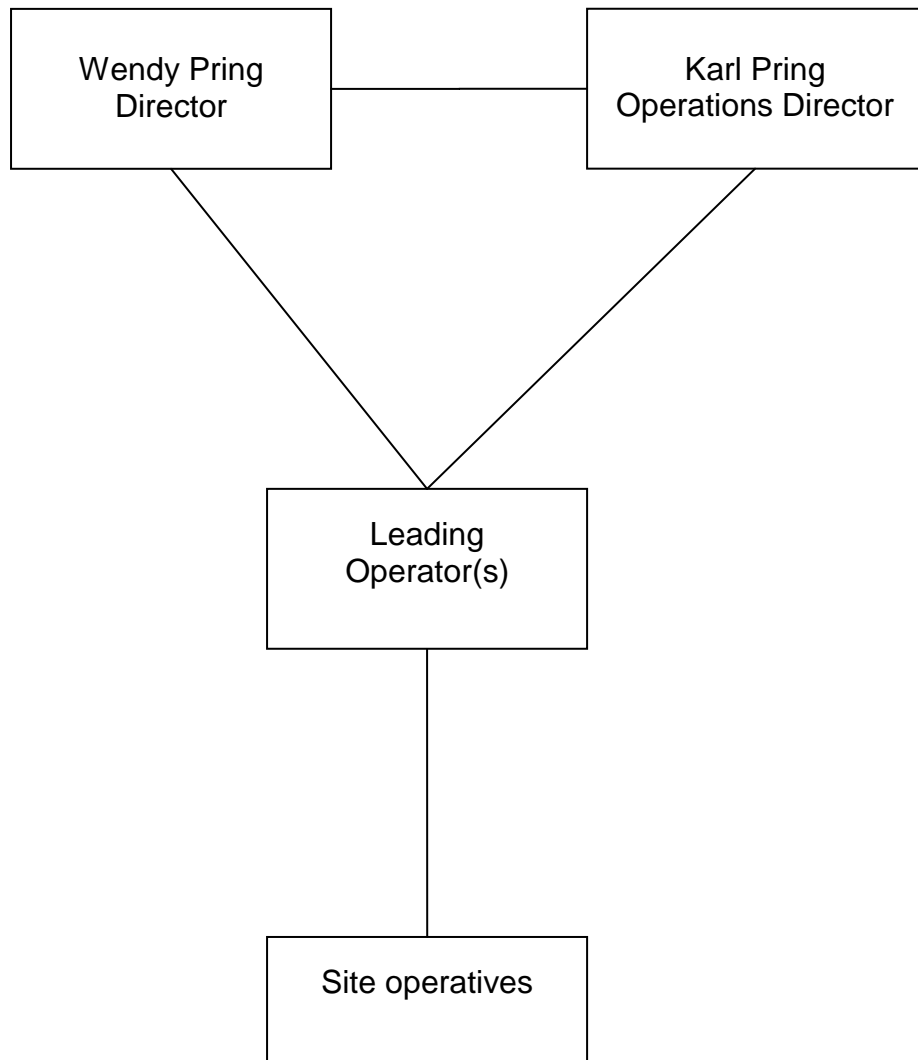 Wendy Pring
Director
Karl Pring
Operations Director
Leading
Operator(s)
Site operatives